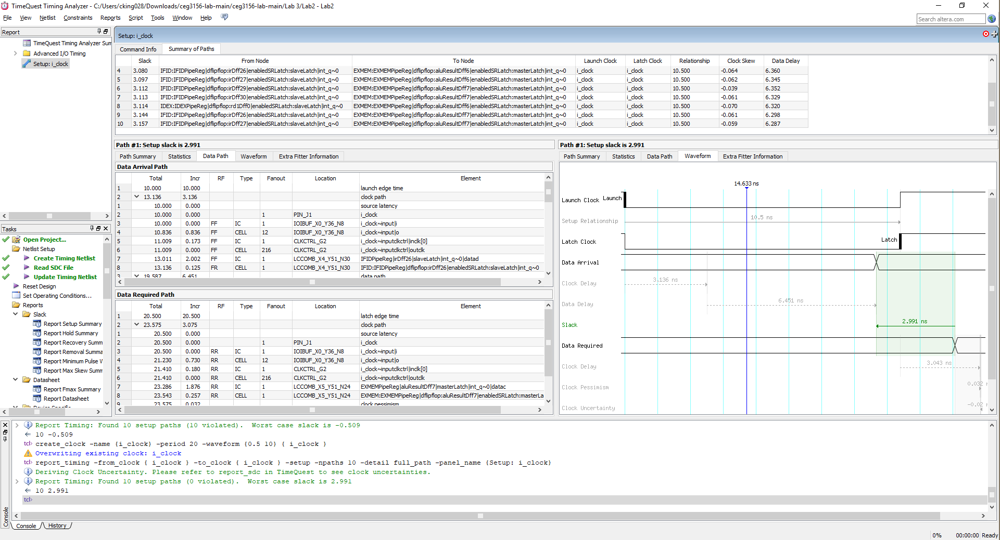 TimeQuest Timing Analyzer - C:/Users/cking028/Downloads/ceg3156-lab-main/ceg3156-lab-main/Lab 3/Lab2 - Lab2
File View Netlist Constraints Reports Script Tools Window Help
Search altera.com
Report
TimeQuest Timing Analyzer Sum
Advanced I/O Timing
Setup: i_clock
Setup: i_clock
Command Info Summary of Paths
Slack From Node To Node Launch Clock Latch Clock Relationship Clock Skew Data Delay
4 3.080 IFID:IFIDPipeReg|dflipflop:irDff26|enabledSRLatch:slaveLatch|int_q~0 EXMEM:EXMEMPipeReg|dflipflop:aluResultDff6|enabledSRLatch:masterLatch|int_q~0 i_clock i_clock 10.500 -0.064 6.360
5 3.097 IFID:IFIDPipeReg|dflipflop:irDff27|enabledSRLatch:slaveLatch|int_q~0 EXMEM:EXMEMPipeReg|dflipflop:aluResultDff6|enabledSRLatch:masterLatch|int_q~0 i_clock i_clock 10.500 -0.062 6.345
6 3.112 IFID:IFIDPipeReg|dflipflop:irDff29|enabledSRLatch:slaveLatch|int_q~0 EXMEM:EXMEMPipeReg|dflipflop:aluResultDff7|enabledSRLatch:masterLatch|int_q~0 i_clock i_clock 10.500 -0.039 6.352
7 3.113 IFID:IFIDPipeReg|dflipflop:irDff30|enabledSRLatch:slaveLatch|int_q~0 EXMEM:EXMEMPipeReg|dflipflop:aluResultDff7|enabledSRLatch:masterLatch|int_q~0 i_clock i_clock 10.500 -0.061 6.329
8 3.114 IDEX:IDEXPipeReg|dflipflop:rd1Dff0|enabledSRLatch:slaveLatch|int_q~0 EXMEM:EXMEMPipeReg|dflipflop:aluResultDff7|enabledSRLatch:masterLatch|int_q~0 i_clock i_clock 10.500 -0.070 6.320
9 3.144 IFID:IFIDPipeReg|dflipflop:irDff26|enabledSRLatch:slaveLatch|int_q~0 EXMEM:EXMEMPipeReg|dflipflop:aluResultDff7|enabledSRLatch:masterLatch|int_q~0 i_clock i_clock 10.500 -0.061 6.298
10 3.157 IFID:IFIDPipeReg|dflipflop:irDff27|enabledSRLatch:slaveLatch|int_q~0 EXMEM:EXMEMPipeReg|dflipflop:aluResultDff7|enabledSRLatch:masterLatch|int_q~0 i_clock i_clock 10.500 -0.059 6.287
Path #1: Setup slack is 2.991
Path Summary Statistics Data Path Waveform Extra Fitter Information
Data Arrival Path
Total Incr RF Type Fanout Location Element
1 10.000 10.000 launch edge time
2 13.136 3.136 clock path
1 10.000 0.000 source latency
2 10.000 0.000 1 PIN_J1 i_clock
3 10.000 0.000 FF IC 1 IOIBUF_X0_Y36_N8 i_clock~input|i
4 10.836 0.836 FF CELL 12 IOIBUF_X0_Y36_N8 i_clock~input|o
5 11.009 0.173 FF IC 1 CLKCTRL_G2 i_clock~inputclkctrl|inclk[0]
6 11.009 0.000 FF CELL 216 CLKCTRL_G2 i_clock~inputclkctrl|outclk
7 13.011 2.002 FF IC 1 LCCOMB_X4_Y51_N30 IFIDPipeReg|irDff26|slaveLatch|int_q~0|datad
8 13.136 0.125 FR CELL 1 LCCOMB_X4_Y51_N30 IFID:IFIDPipeReg|dflipflop:irDff26|enabledSRLatch:slaveLatch|int_q~0
3 19.587 6.451 data path
Data Required Path
Total Incr RF Type Fanout Location Element
1 20.500 20.500 latch edge time
2 23.575 3.075 clock path
1 20.500 0.000 source latency
2 20.500 0.000 1 PIN_J1 i_clock
3 20.500 0.000 RR IC 1 IOIBUF_X0_Y36_N8 i_clock~input|i
4 21.230 0.730 RR CELL 12 IOIBUF_X0_Y36_N8 i_clock~input|o
5 21.410 0.180 RR IC 1 CLKCTRL_G2 i_clock~inputclkctrl|inclk[0]
6 21.410 0.000 RR CELL 216 CLKCTRL_G2 i_clock~inputclkctrl|outclk
7 23.286 1.876 RR IC 1 LCCOMB_X5_Y51_N24 EXMEMPipeReg|aluResultDff7|masterLatch|int_q~0|datac
8 23.543 0.257 RR CELL 1 LCCOMB_X5_Y51_N24 EXMEM:EXMEMPipeReg|dflipflop:aluResultDff7|enabledSRLatch:masterLa
9 23.575 0.032 clock pessimism
Path #1: Setup slack is 2.991
Path Summary Statistics Data Path Waveform Extra Fitter Information
14.633 ns
Launch Clock Launch
Setup Relationship 10.5 ns
Latch Clock Latch
Data Arrival
Clock Delay 3.136 ns
Data Delay 6.451 ns
Slack 2.991 ns
Data Required
Clock Delay 3.043 ns
Clock Pessimism 0.032
Clock Uncertainty -0.02
Tasks
Open Project...
Netlist Setup
Create Timing Netlist
Read SDC File
Update Timing Netlist
Reset Design
Set Operating Conditions...
Reports
Slack
Report Setup Summary
Report Hold Summary
Report Recovery Summ
Report Removal Summa
Report Minimum Pulse W
Report Max Skew Summ
Datasheet
Report Fmax Summary
Report Datasheet
Report Timing: Found 10 setup paths (10 violated).  Worst case slack is -0.509
10 -0.509
tcl> create_clock -name {i_clock} -period 20 -waveform {0.5 10} { i_clock }
Overwriting existing clock: i_clock
tcl> report_timing -from_clock { i_clock } -to_clock { i_clock } -setup -npaths 10 -detail full_path -panel_name {Setup: i_clock}
Deriving Clock Uncertainty. Please refer to report_sdc in TimeQuest to see clock uncertainties.
Report Timing: Found 10 setup paths (0 violated).  Worst case slack is 2.991
10 2.991
tcl>
Console
Console History
0% 00:00:00 Ready